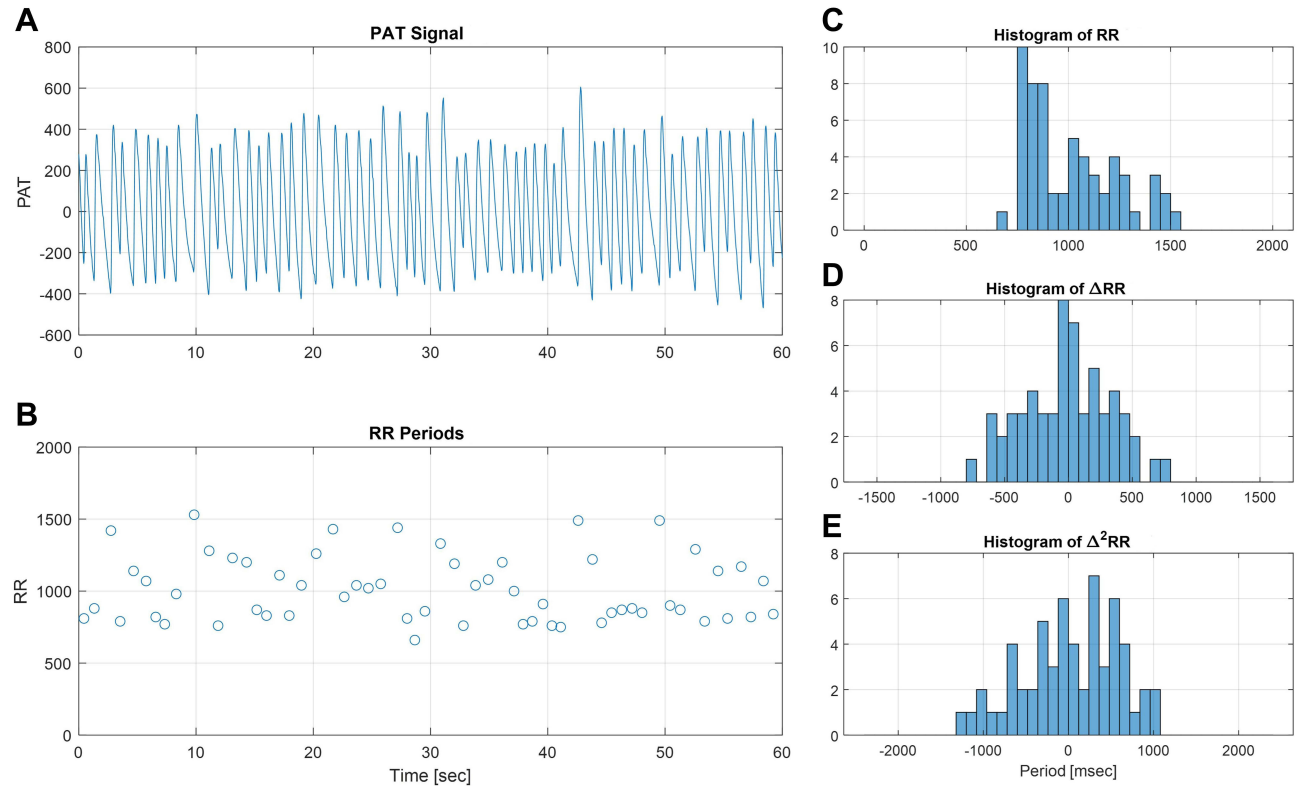 A
PAT Signal
800
600
400
200
0
-200
-400
-600
PAT
0 10 20 30 40 50 60
B
RR Periods
2000
1500
1000
500
0
RR
0 10 20 30 40 50 60
Time [sec]
C
Histogram of RR
10
8
6
4
2
0
0 500 1000 1500 2000
D
Histogram of ΔRR
8
6
4
2
0
-1500 -1000 -500 0 500 1000 1500
E
Histogram of Δ²RR
8
6
4
2
0
-2000 -1000 0 1000 2000
Period [msec]